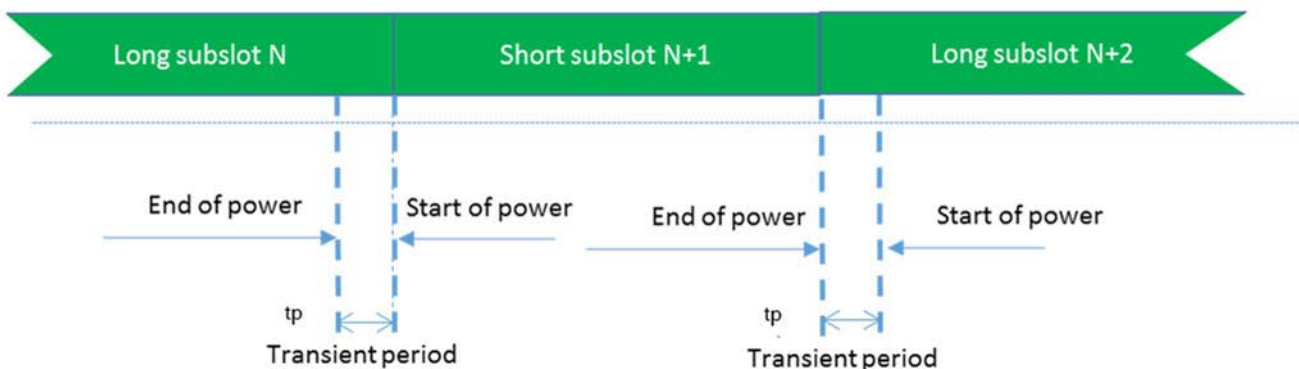 Long subslot N
Short subslot N+1
Long subslot N+2
End of power
Start of power
End of power
Start of power
tp
tp
Transient period
Transient period